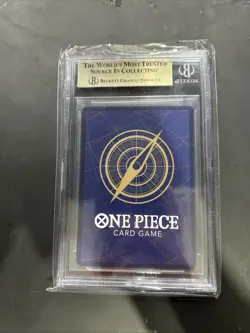 THE WORLD'S MOST TRUSTED
SOURCE IN COLLECTING
BECKETT GRADING SERVICES
ONE PIECE
CARD GAME